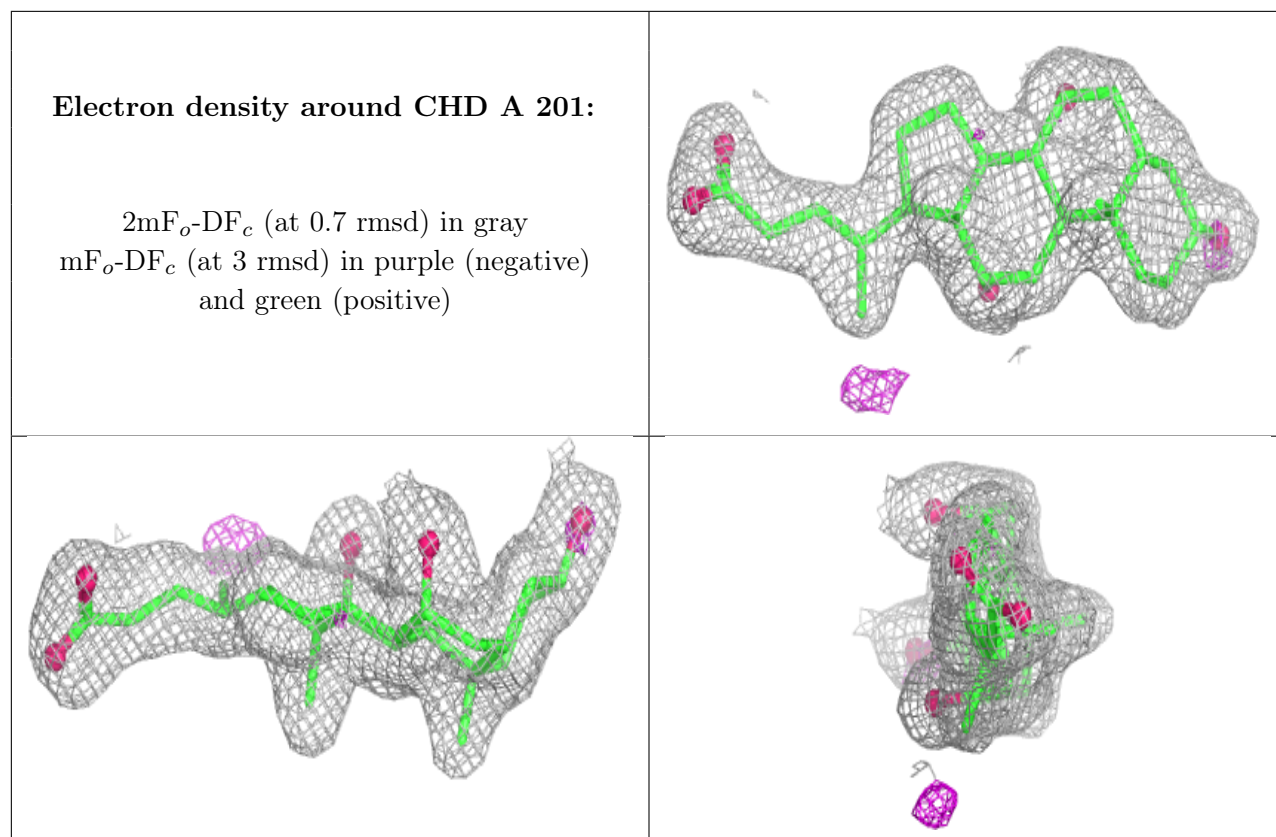 Electron density around CHD A 201:
2mFₒ-DF𝑐 (at 0.7 rmsd) in gray
mFₒ-DF𝑐 (at 3 rmsd) in purple (negative)
and green (positive)